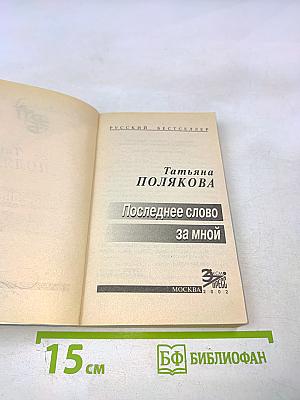 РУССКИЙ БЕСТСЕЛЛЕР
Татьяна
ПОЛЯКОВА
Последнее слово
за мной
МОСКВА
2002
15 см
БФ БИБЛИОФАН